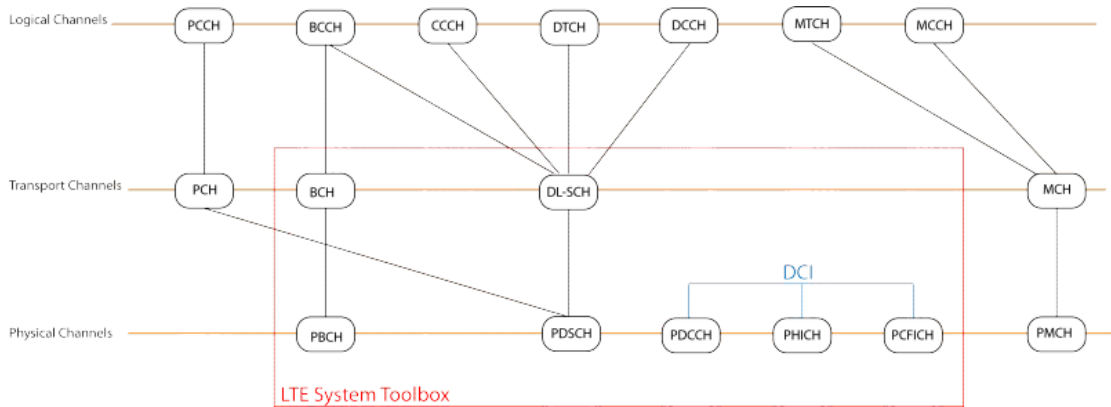 Logical Channels
PCCH
BCCH
CCCH
DTCH
DCCH
MTCH
MCCH
Transport Channels
PCH
BCH
DL-SCH
MCH
DCI
Physical Channels
PBCH
PDSCH
PDCCH
PHICH
PCFICH
PMCH
LTE System Toolbox